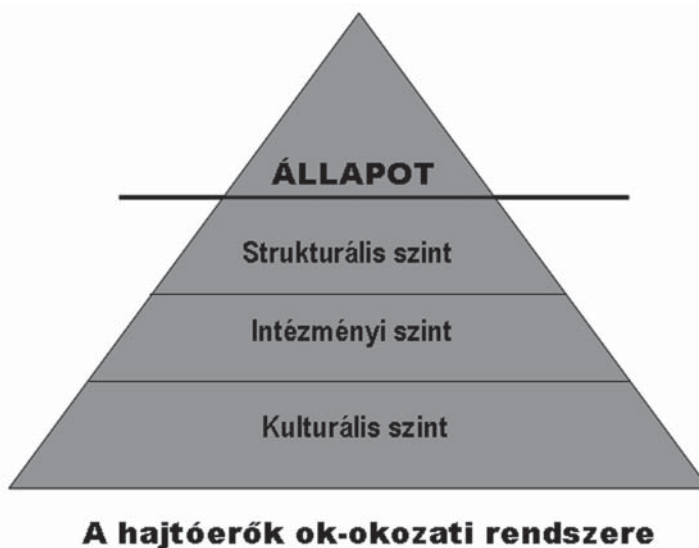 ÁLLAPOT
Strukturális szint
Intézményi szint
Kulturális szint
A hajtóerők ok-okozati rendszere